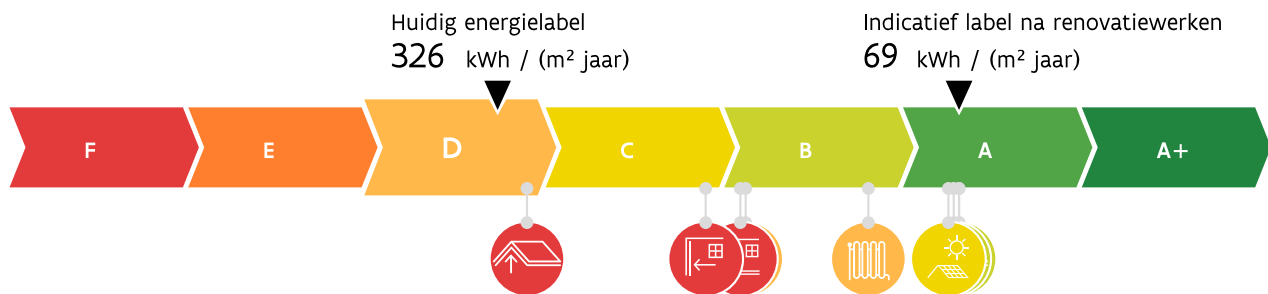 Huidig energielabel
326 kWh / (m² jaar)
Indicatief label na renovatiewerken
69 kWh / (m² jaar)
F
E
D
C
B
A
A+